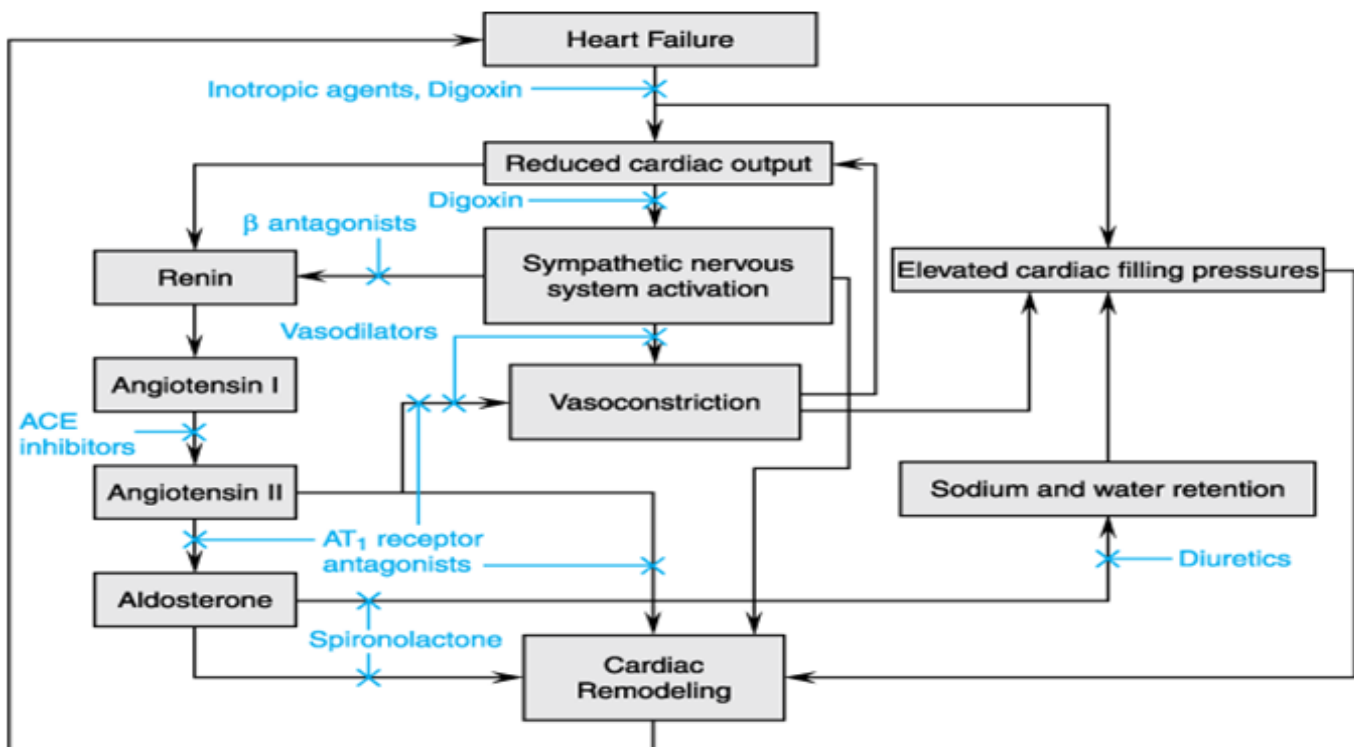 Heart Failure
Inotropic agents, Digoxin
Reduced cardiac output
Digoxin
β antagonists
Renin
Sympathetic nervous
system activation
Elevated cardiac filling pressures
Vasodilators
Angiotensin I
Vasoconstriction
ACE
inhibitors
Angiotensin II
Sodium and water retention
AT₁ receptor
antagonists
Diuretics
Aldosterone
Spironolactone
Cardiac
Remodeling